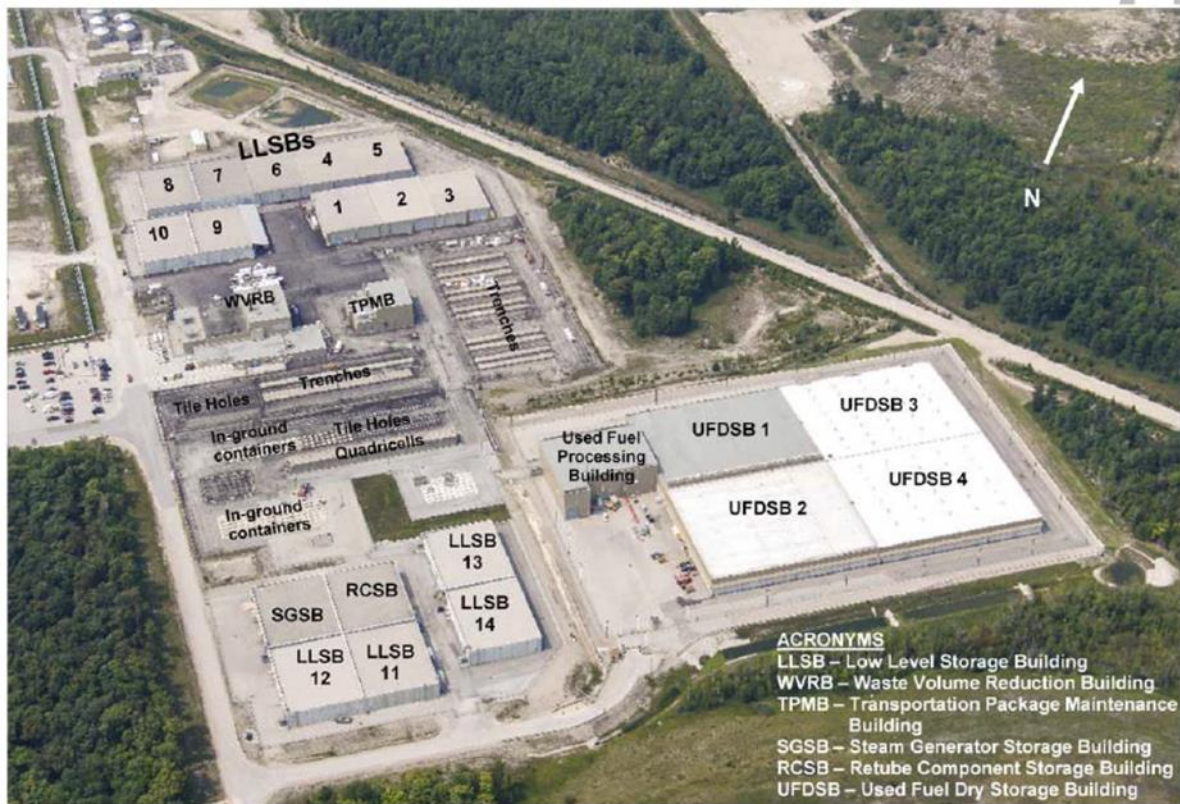 LLSBs
8 7 6 4 5
1 2 3
10 9
N
WVRB
TPMB
Trenches
Trenches
Tile Holes
In-ground
containers
Tile Holes
Quadricells
In-ground
containers
Used Fuel
Processing
Building
UFDSB 1
UFDSB 3
UFDSB 2
UFDSB 4
LLSB
13
LLSB
14
SGSB
RCSB
LLSB
12
LLSB
11
ACRONYMS
LLSB – Low Level Storage Building
WVRB – Waste Volume Reduction Building
TPMB – Transportation Package Maintenance
Building
SGSB – Steam Generator Storage Building
RCSB – Retube Component Storage Building
UFDSB – Used Fuel Dry Storage Building